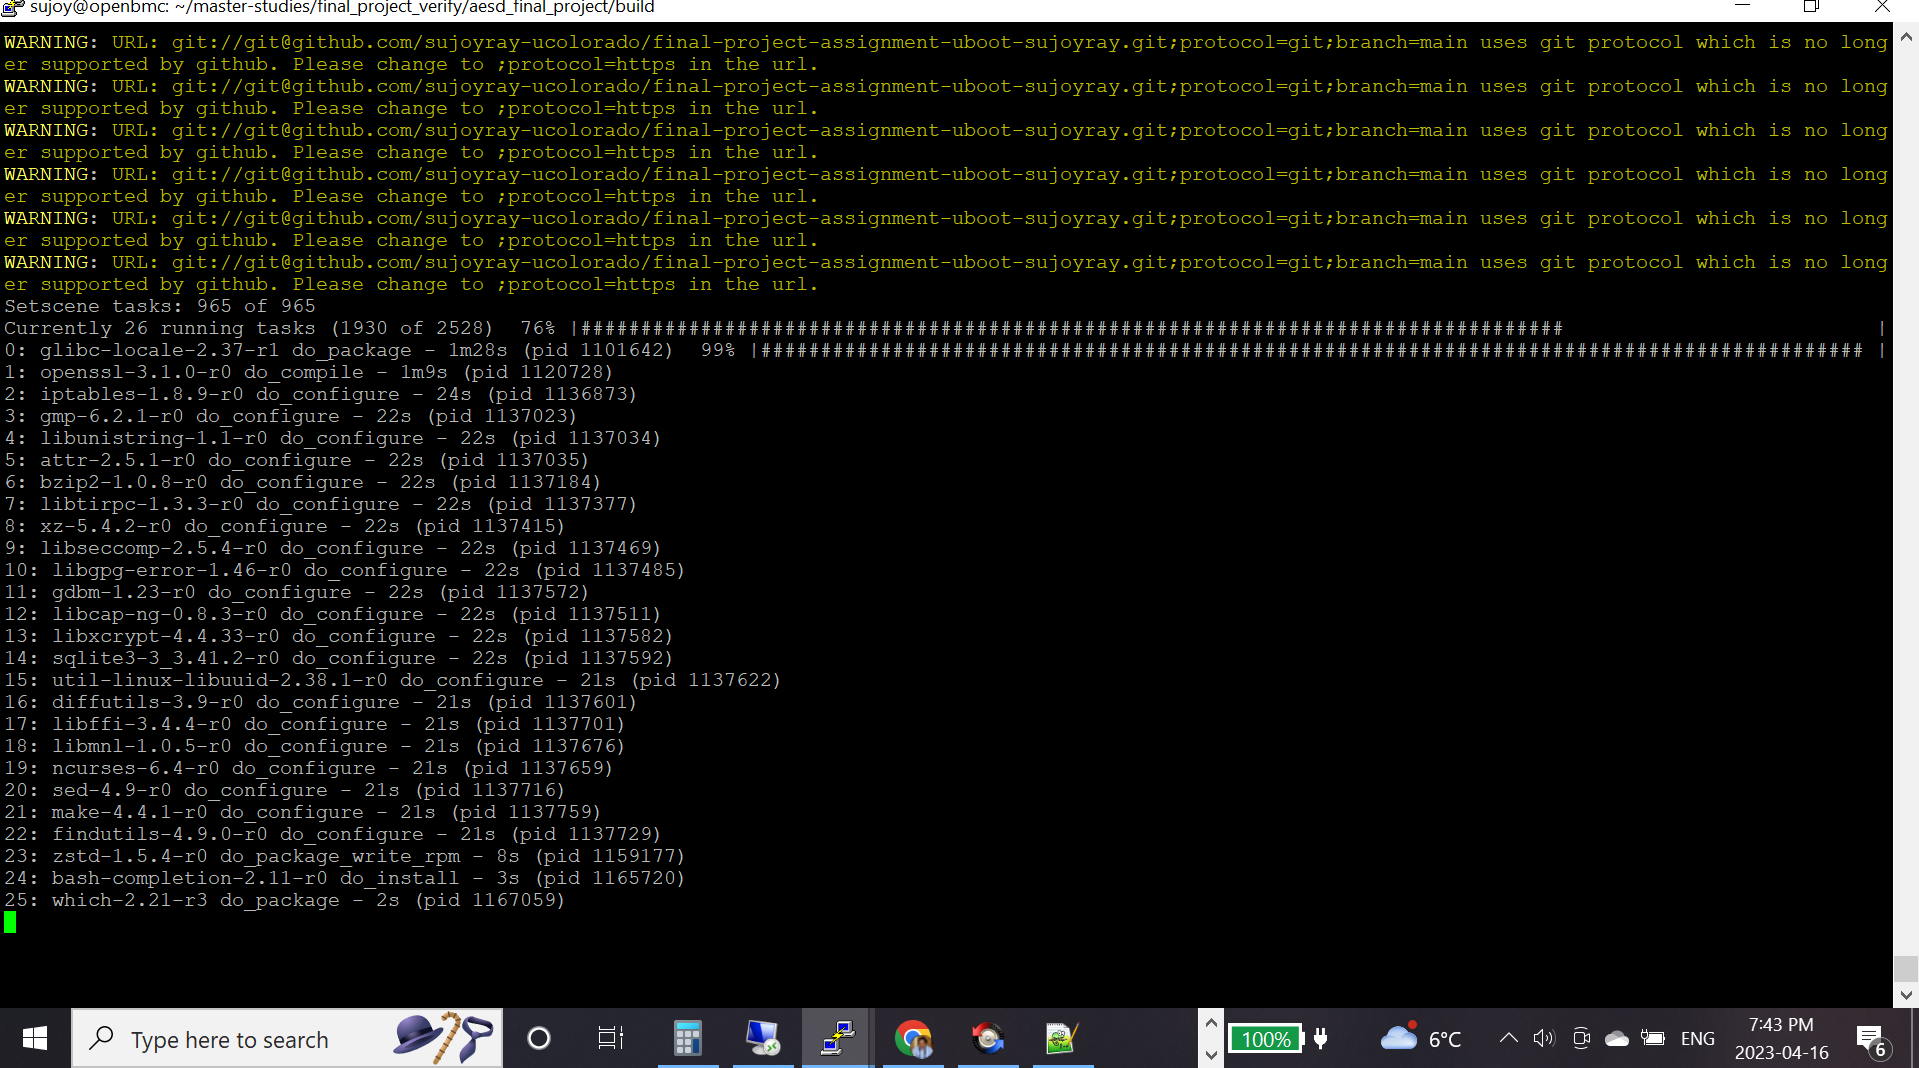 sujoy@openbmc: ~/master-studies/final_project_verify/aesd_final_project/build
WARNING: URL: git://git@github.com/sujoyray-ucolorado/final-project-assignment-uboot-sujoyray.git;protocol=git;branch=main uses git protocol which is no long
er supported by github. Please change to ;protocol=https in the url.
WARNING: URL: git://git@github.com/sujoyray-ucolorado/final-project-assignment-uboot-sujoyray.git;protocol=git;branch=main uses git protocol which is no long
er supported by github. Please change to ;protocol=https in the url.
WARNING: URL: git://git@github.com/sujoyray-ucolorado/final-project-assignment-uboot-sujoyray.git;protocol=git;branch=main uses git protocol which is no long
er supported by github. Please change to ;protocol=https in the url.
WARNING: URL: git://git@github.com/sujoyray-ucolorado/final-project-assignment-uboot-sujoyray.git;protocol=git;branch=main uses git protocol which is no long
er supported by github. Please change to ;protocol=https in the url.
WARNING: URL: git://git@github.com/sujoyray-ucolorado/final-project-assignment-uboot-sujoyray.git;protocol=git;branch=main uses git protocol which is no long
er supported by github. Please change to ;protocol=https in the url.
WARNING: URL: git://git@github.com/sujoyray-ucolorado/final-project-assignment-uboot-sujoyray.git;protocol=git;branch=main uses git protocol which is no long
er supported by github. Please change to ;protocol=https in the url.
Setscene tasks: 965 of 965
Currently 26 running tasks (1930 of 2528)  76% |##################################################################################                          |
0: glibc-locale-2.37-r1 do_package - 1m28s (pid 1101642)  99% |############################################################################################ |
1: openssl-3.1.0-r0 do_compile - 1m9s (pid 1120728)
2: iptables-1.8.9-r0 do_configure - 24s (pid 1136873)
3: gmp-6.2.1-r0 do_configure - 22s (pid 1137023)
4: libunistring-1.1-r0 do_configure - 22s (pid 1137034)
5: attr-2.5.1-r0 do_configure - 22s (pid 1137035)
6: bzip2-1.0.8-r0 do_configure - 22s (pid 1137184)
7: libtirpc-1.3.3-r0 do_configure - 22s (pid 1137377)
8: xz-5.4.2-r0 do_configure - 22s (pid 1137415)
9: libseccomp-2.5.4-r0 do_configure - 22s (pid 1137469)
10: libgpg-error-1.46-r0 do_configure - 22s (pid 1137485)
11: gdbm-1.23-r0 do_configure - 22s (pid 1137572)
12: libcap-ng-0.8.3-r0 do_configure - 22s (pid 1137511)
13: libxcrypt-4.4.33-r0 do_configure - 22s (pid 1137582)
14: sqlite3-3_3.41.2-r0 do_configure - 22s (pid 1137592)
15: util-linux-libuuid-2.38.1-r0 do_configure - 21s (pid 1137622)
16: diffutils-3.9-r0 do_configure - 21s (pid 1137601)
17: libffi-3.4.4-r0 do_configure - 21s (pid 1137701)
18: libmnl-1.0.5-r0 do_configure - 21s (pid 1137676)
19: ncurses-6.4-r0 do_configure - 21s (pid 1137659)
20: sed-4.9-r0 do_configure - 21s (pid 1137716)
21: make-4.4.1-r0 do_configure - 21s (pid 1137759)
22: findutils-4.9.0-r0 do_configure - 21s (pid 1137729)
23: zstd-1.5.4-r0 do_package_write_rpm - 8s (pid 1159177)
24: bash-completion-2.11-r0 do_install - 3s (pid 1165720)
25: which-2.21-r3 do_package - 2s (pid 1167059)
Type here to search
100%
6°C
ENG
7:43 PM
2023-04-16
6